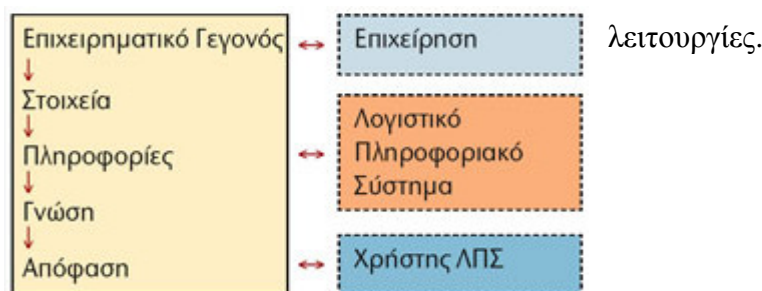 Επιχειρηματικό Γεγονός
Στοιχεία
Πληροφορίες
Γνώση
Απόφαση
Επιχείρηση
Λογιστικό
Πληροφοριακό
Σύστημα
Χρήστης ΛΠΣ
λειτουργίες.